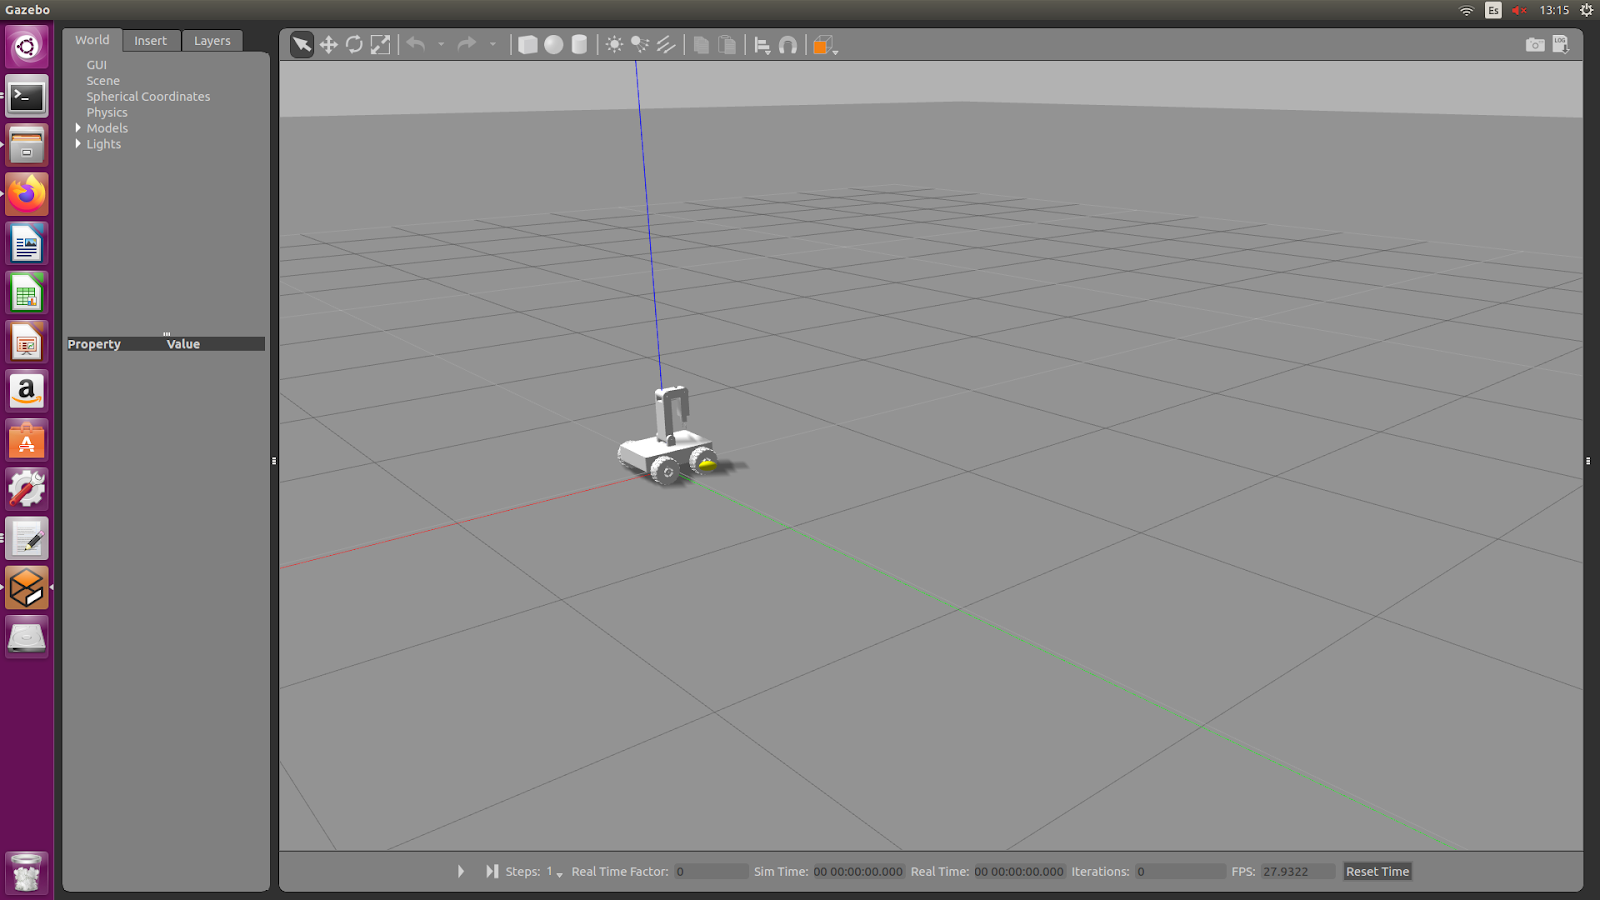 Gazebo
Es
13:15
World Insert Layers
LOG
GUI
Scene
Spherical Coordinates
Physics
Models
Lights
Property Value
Steps: 1 Real Time Factor: 0 Sim Time: 00 00:00:00.000 Real Time: 00 00:00:00.000 Iterations: 0 FPS: 27.9322 Reset Time